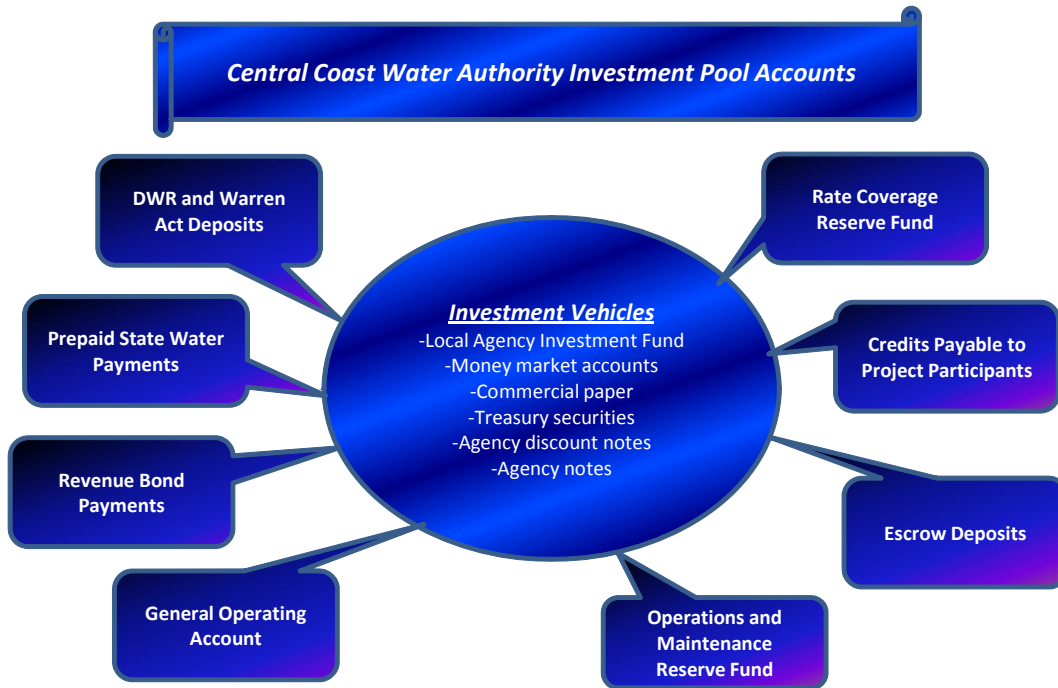 Central Coast Water Authority Investment Pool Accounts
DWR and Warren
Act Deposits
Rate Coverage
Reserve Fund
Investment Vehicles
-Local Agency Investment Fund
-Money market accounts
-Commercial paper
-Treasury securities
-Agency discount notes
-Agency notes
Prepaid State Water
Payments
Credits Payable to
Project Participants
Revenue Bond
Payments
Escrow Deposits
General Operating
Account
Operations and
Maintenance
Reserve Fund